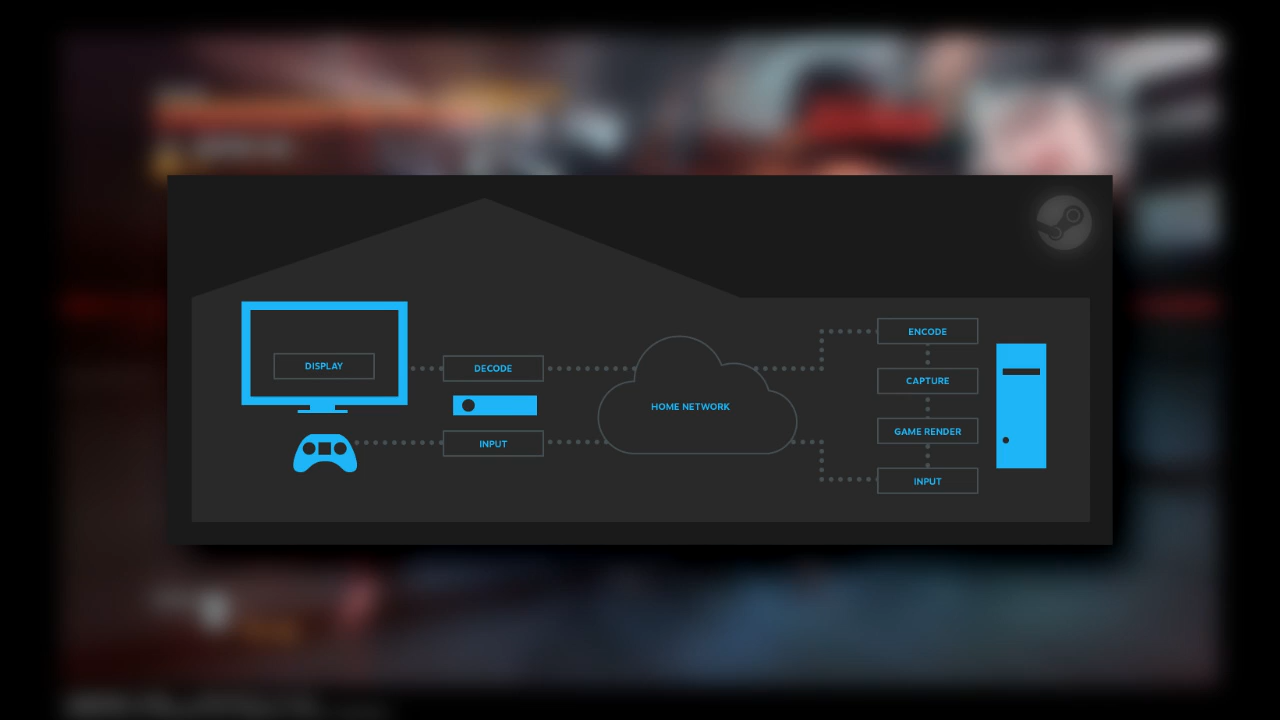 DISPLAY
DECODE
INPUT
HOME NETWORK
ENCODE
CAPTURE
GAME RENDER
INPUT